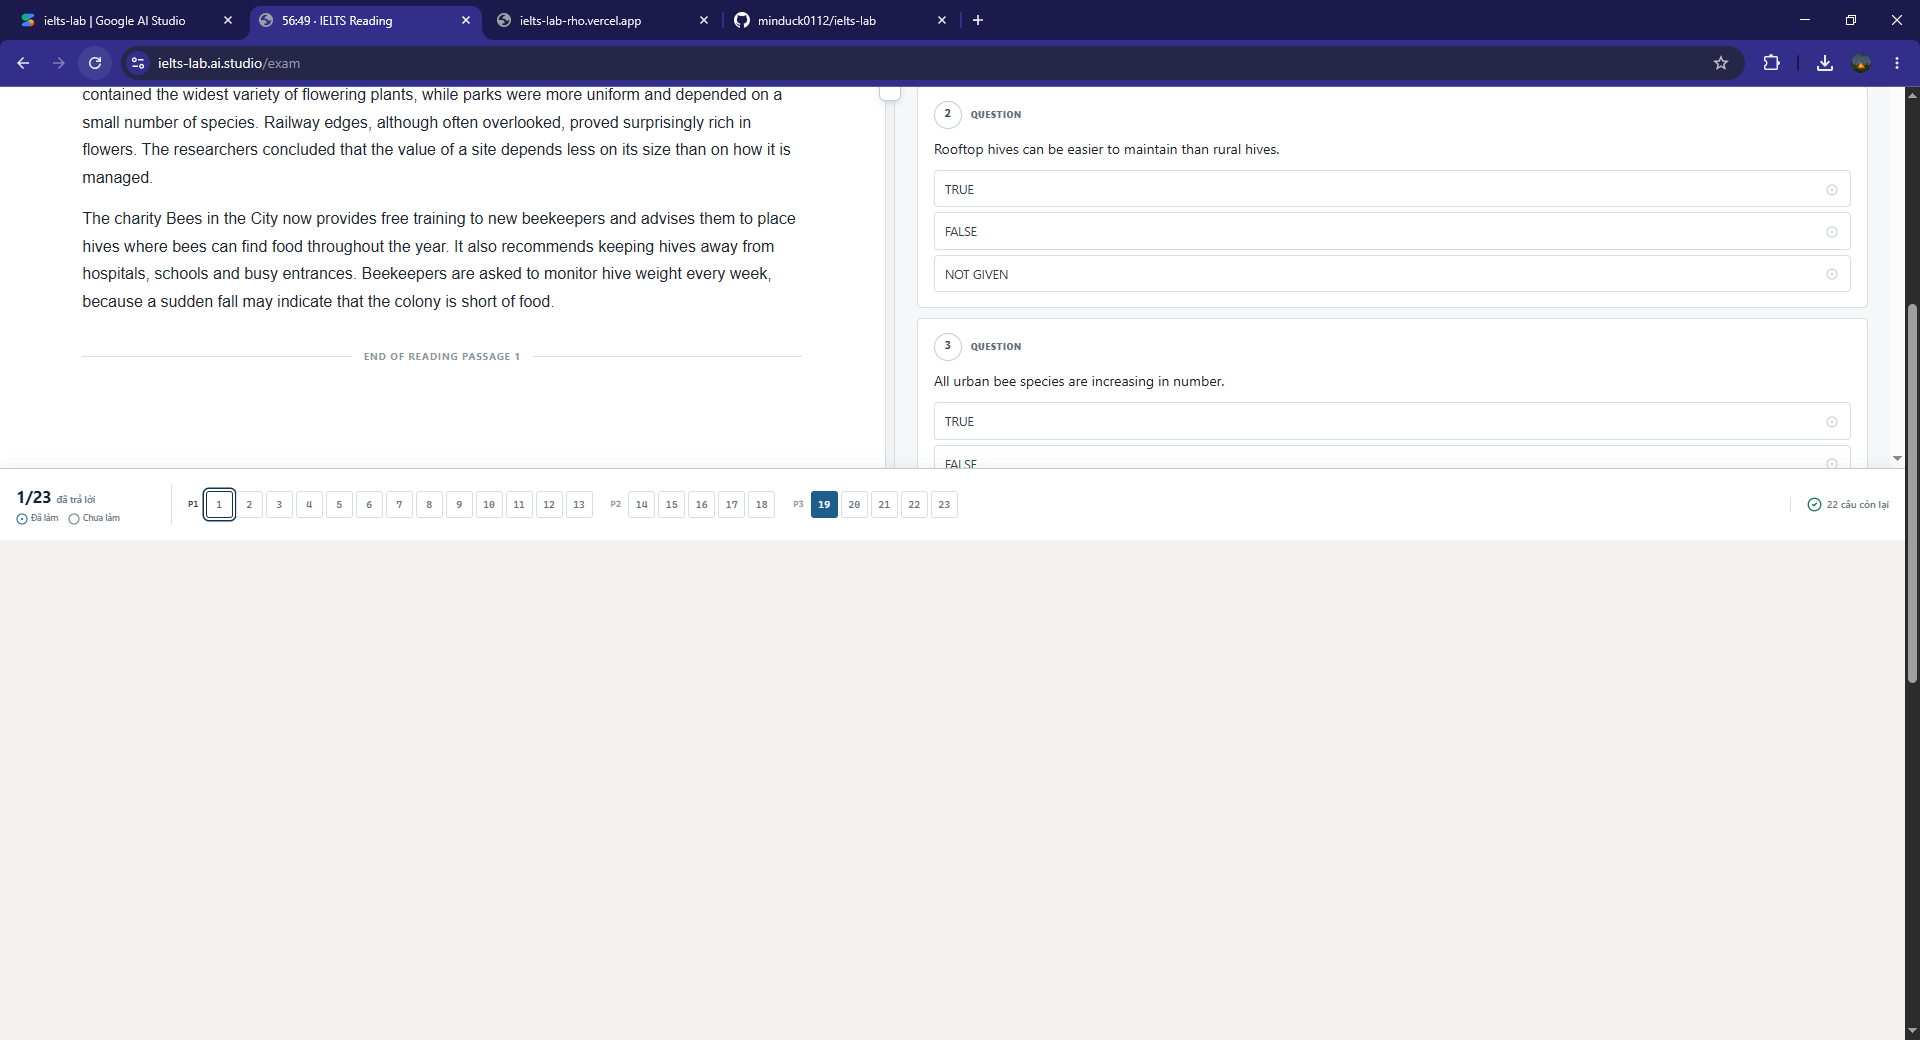 ielts-lab | Google AI Studio
56:49 · IELTS Reading
ielts-lab-rho.vercel.app
minduck0112/ielts-lab
ielts-lab.ai.studio/exam
contained the widest variety of flowering plants, while parks were more uniform and depended on a
small number of species. Railway edges, although often overlooked, proved surprisingly rich in
flowers. The researchers concluded that the value of a site depends less on its size than on how it is
managed.
The charity Bees in the City now provides free training to new beekeepers and advises them to place
hives where bees can find food throughout the year. It also recommends keeping hives away from
hospitals, schools and busy entrances. Beekeepers are asked to monitor hive weight every week,
because a sudden fall may indicate that the colony is short of food.
END OF READING PASSAGE 1
2 QUESTION
Rooftop hives can be easier to maintain than rural hives.
TRUE
FALSE
NOT GIVEN
3 QUESTION
All urban bee species are increasing in number.
TRUE
FALSE
1/23 đã trả lời
Đã làm Chưa làm
P1 1 2 3 4 5 6 7 8 9 10 11 12 13 P2 14 15 16 17 18 P3 19 20 21 22 23
22 câu còn lại